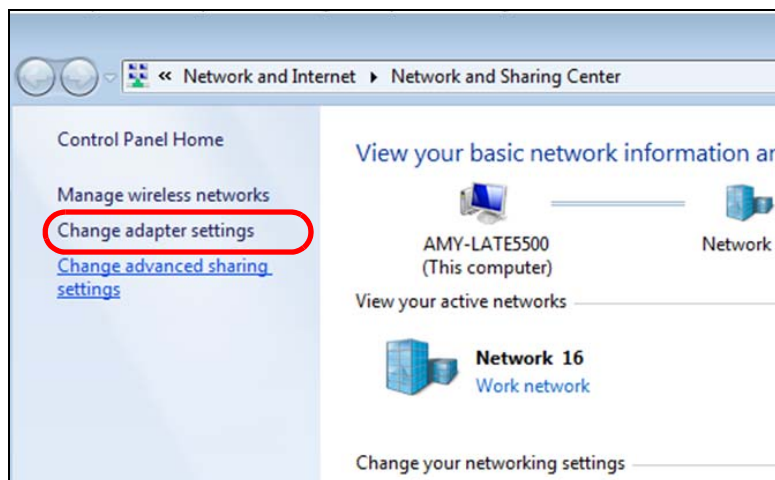 « Network and Internet ▸ Network and Sharing Center
Control Panel Home
Manage wireless networks
Change adapter settings
Change advanced sharing
settings
View your basic network information
AMY-LATE5500
(This computer)
Network
View your active networks
Network 16
Work network
Change your networking settings